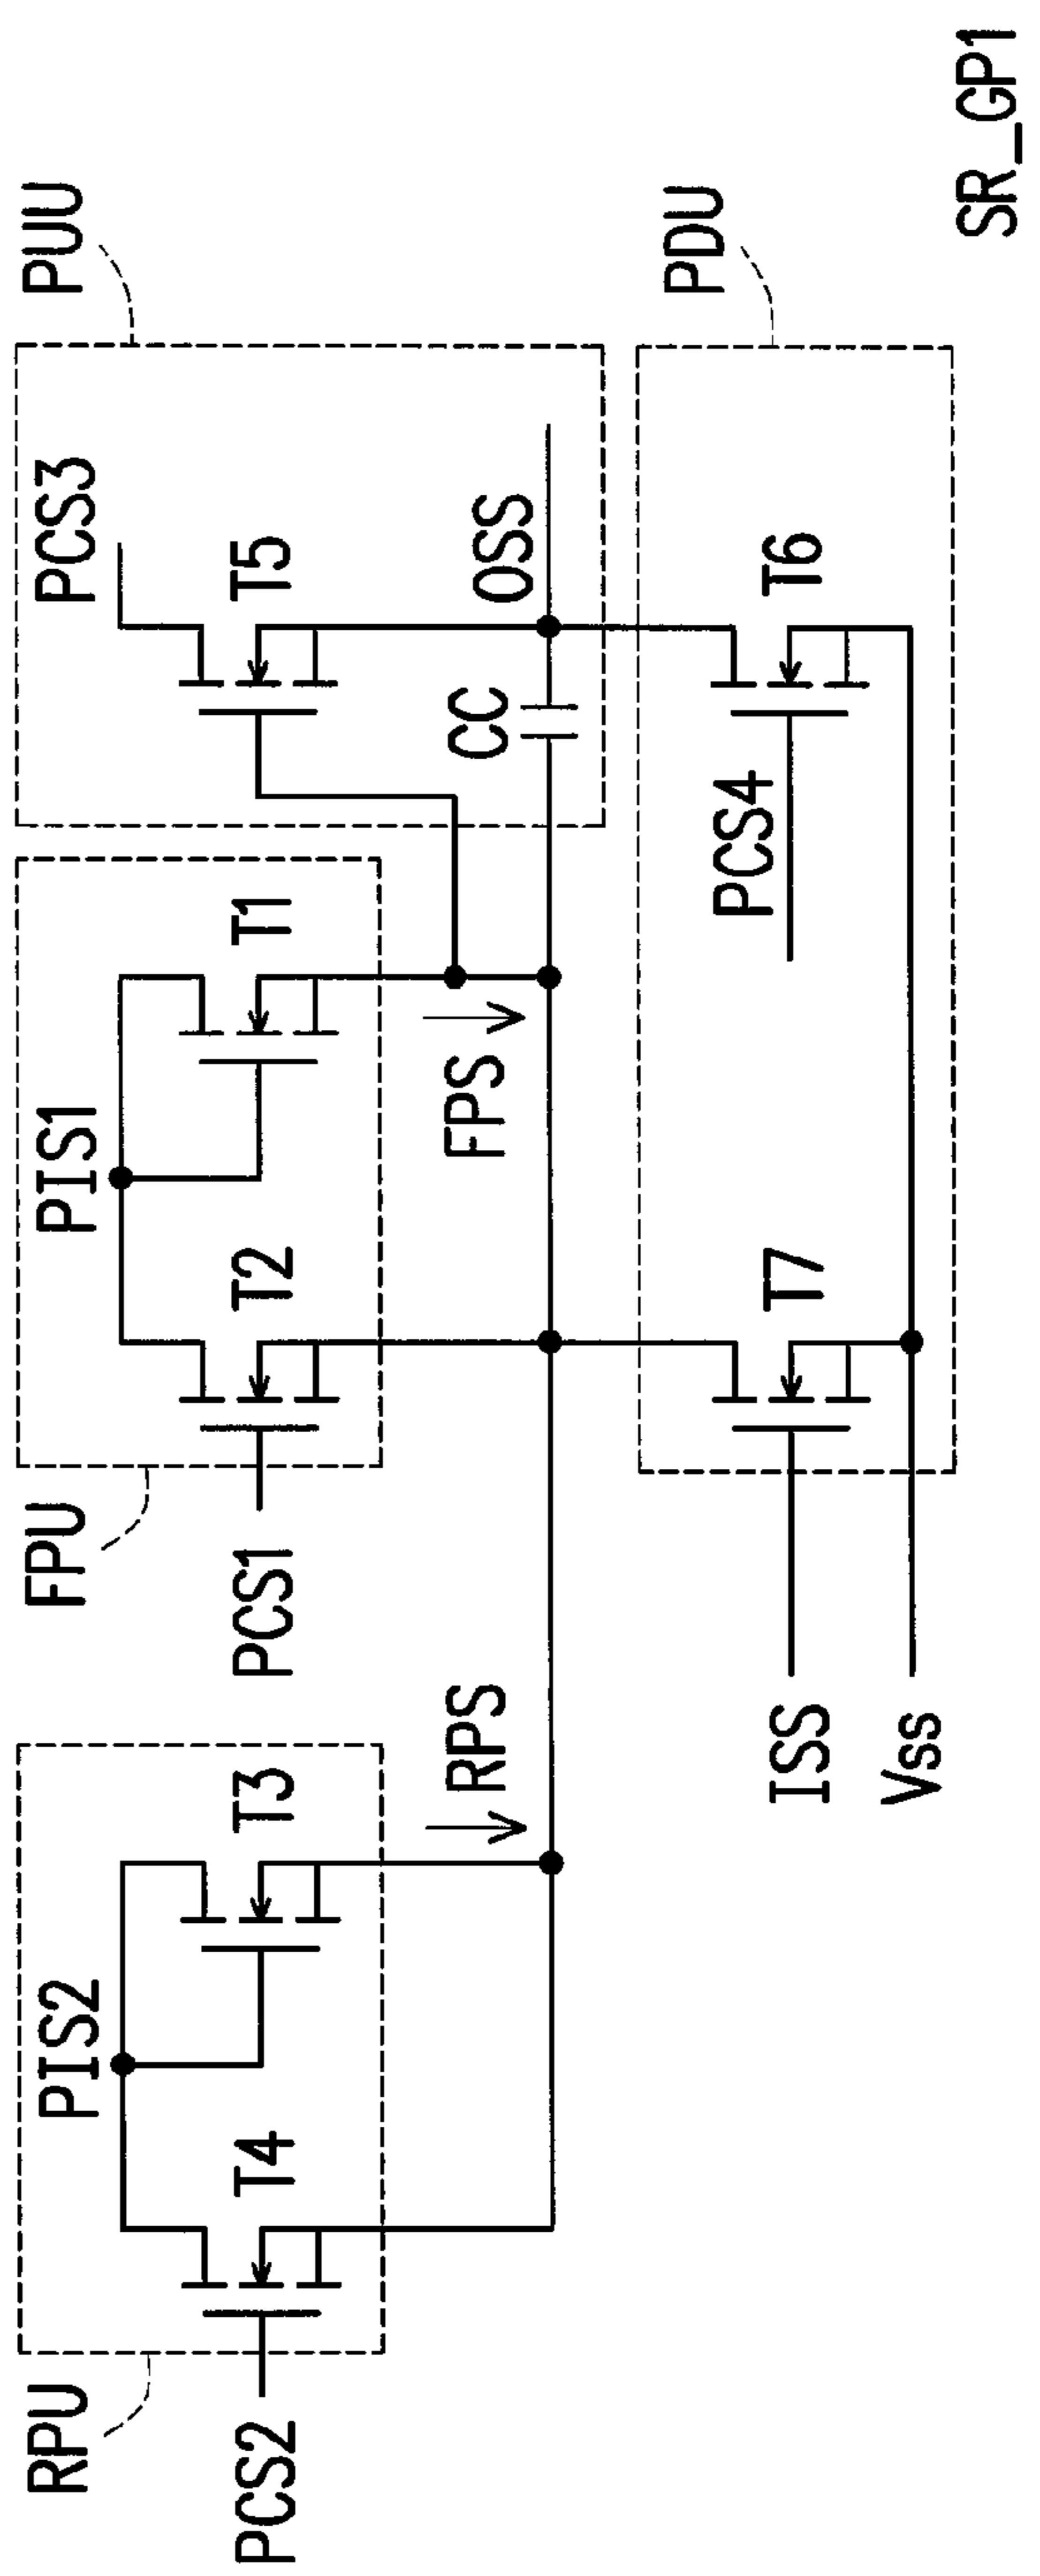 RPU
FPU
PUU
PIS2
PIS1
PCS3
PCS2
T4
T3
PCS1
T2
T1
T5
RPS
FPS
CC
OSS
PDU
ISS
T7
PCS4
T6
Vss
SR_GP1